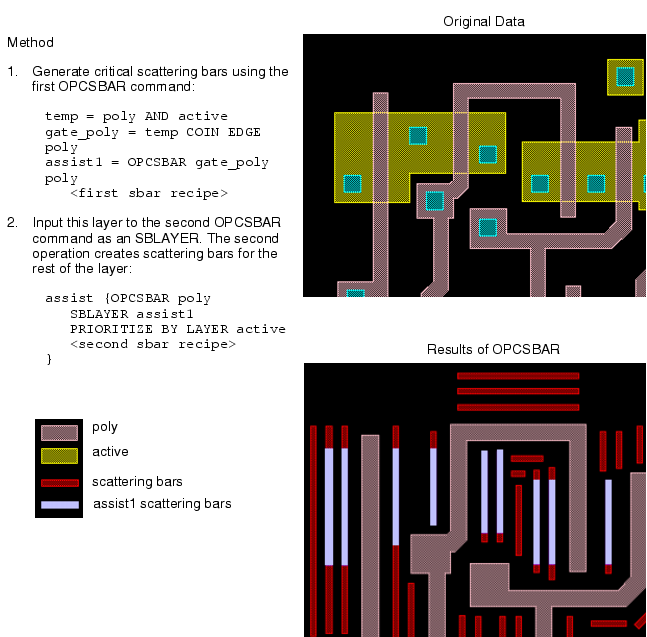 Original Data
Method
1. Generate critical scattering bars using the
first OPCSBAR command:
temp = poly AND active
gate_poly = temp COIN EDGE
poly
assist1 = OPCSBAR gate_poly
poly
<first sbar recipe>
2. Input this layer to the second OPCSBAR
command as an SBLAYER. The second
operation creates scattering bars for the
rest of the layer:
assist {OPCSBAR poly
SBLAYER assist1
PRIORITIZE BY LAYER active
<second sbar recipe>
}
Results of OPCSBAR
poly
active
scattering bars
assist1 scattering bars